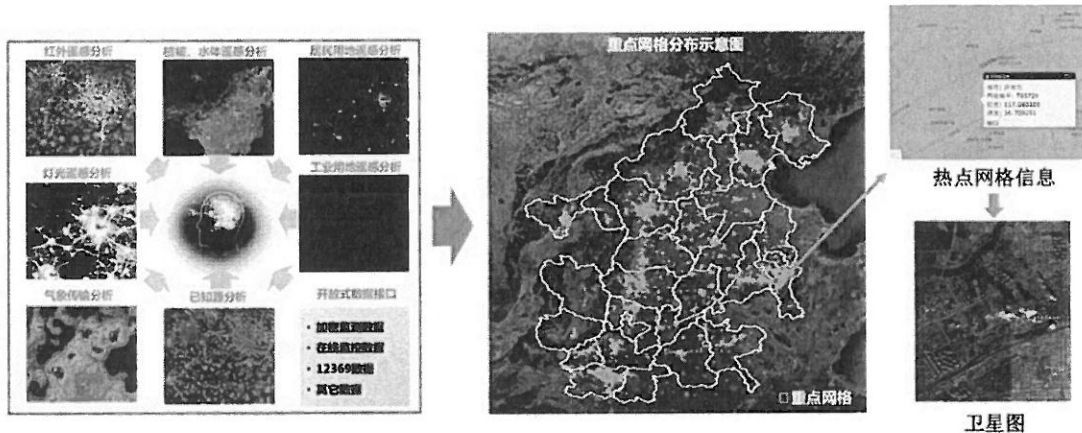 红外遥感分析
植被、水体遥感分析
居民用地遥感分析
灯光遥感分析
工业用地遥感分析
气象传输分析
已知源分析
开放式数据接口
• 加密监测数据
• 在线监控数据
• 12369数据
• 其它数据
重点网格分布示意图
重点网格
热点网格信息
卫星图